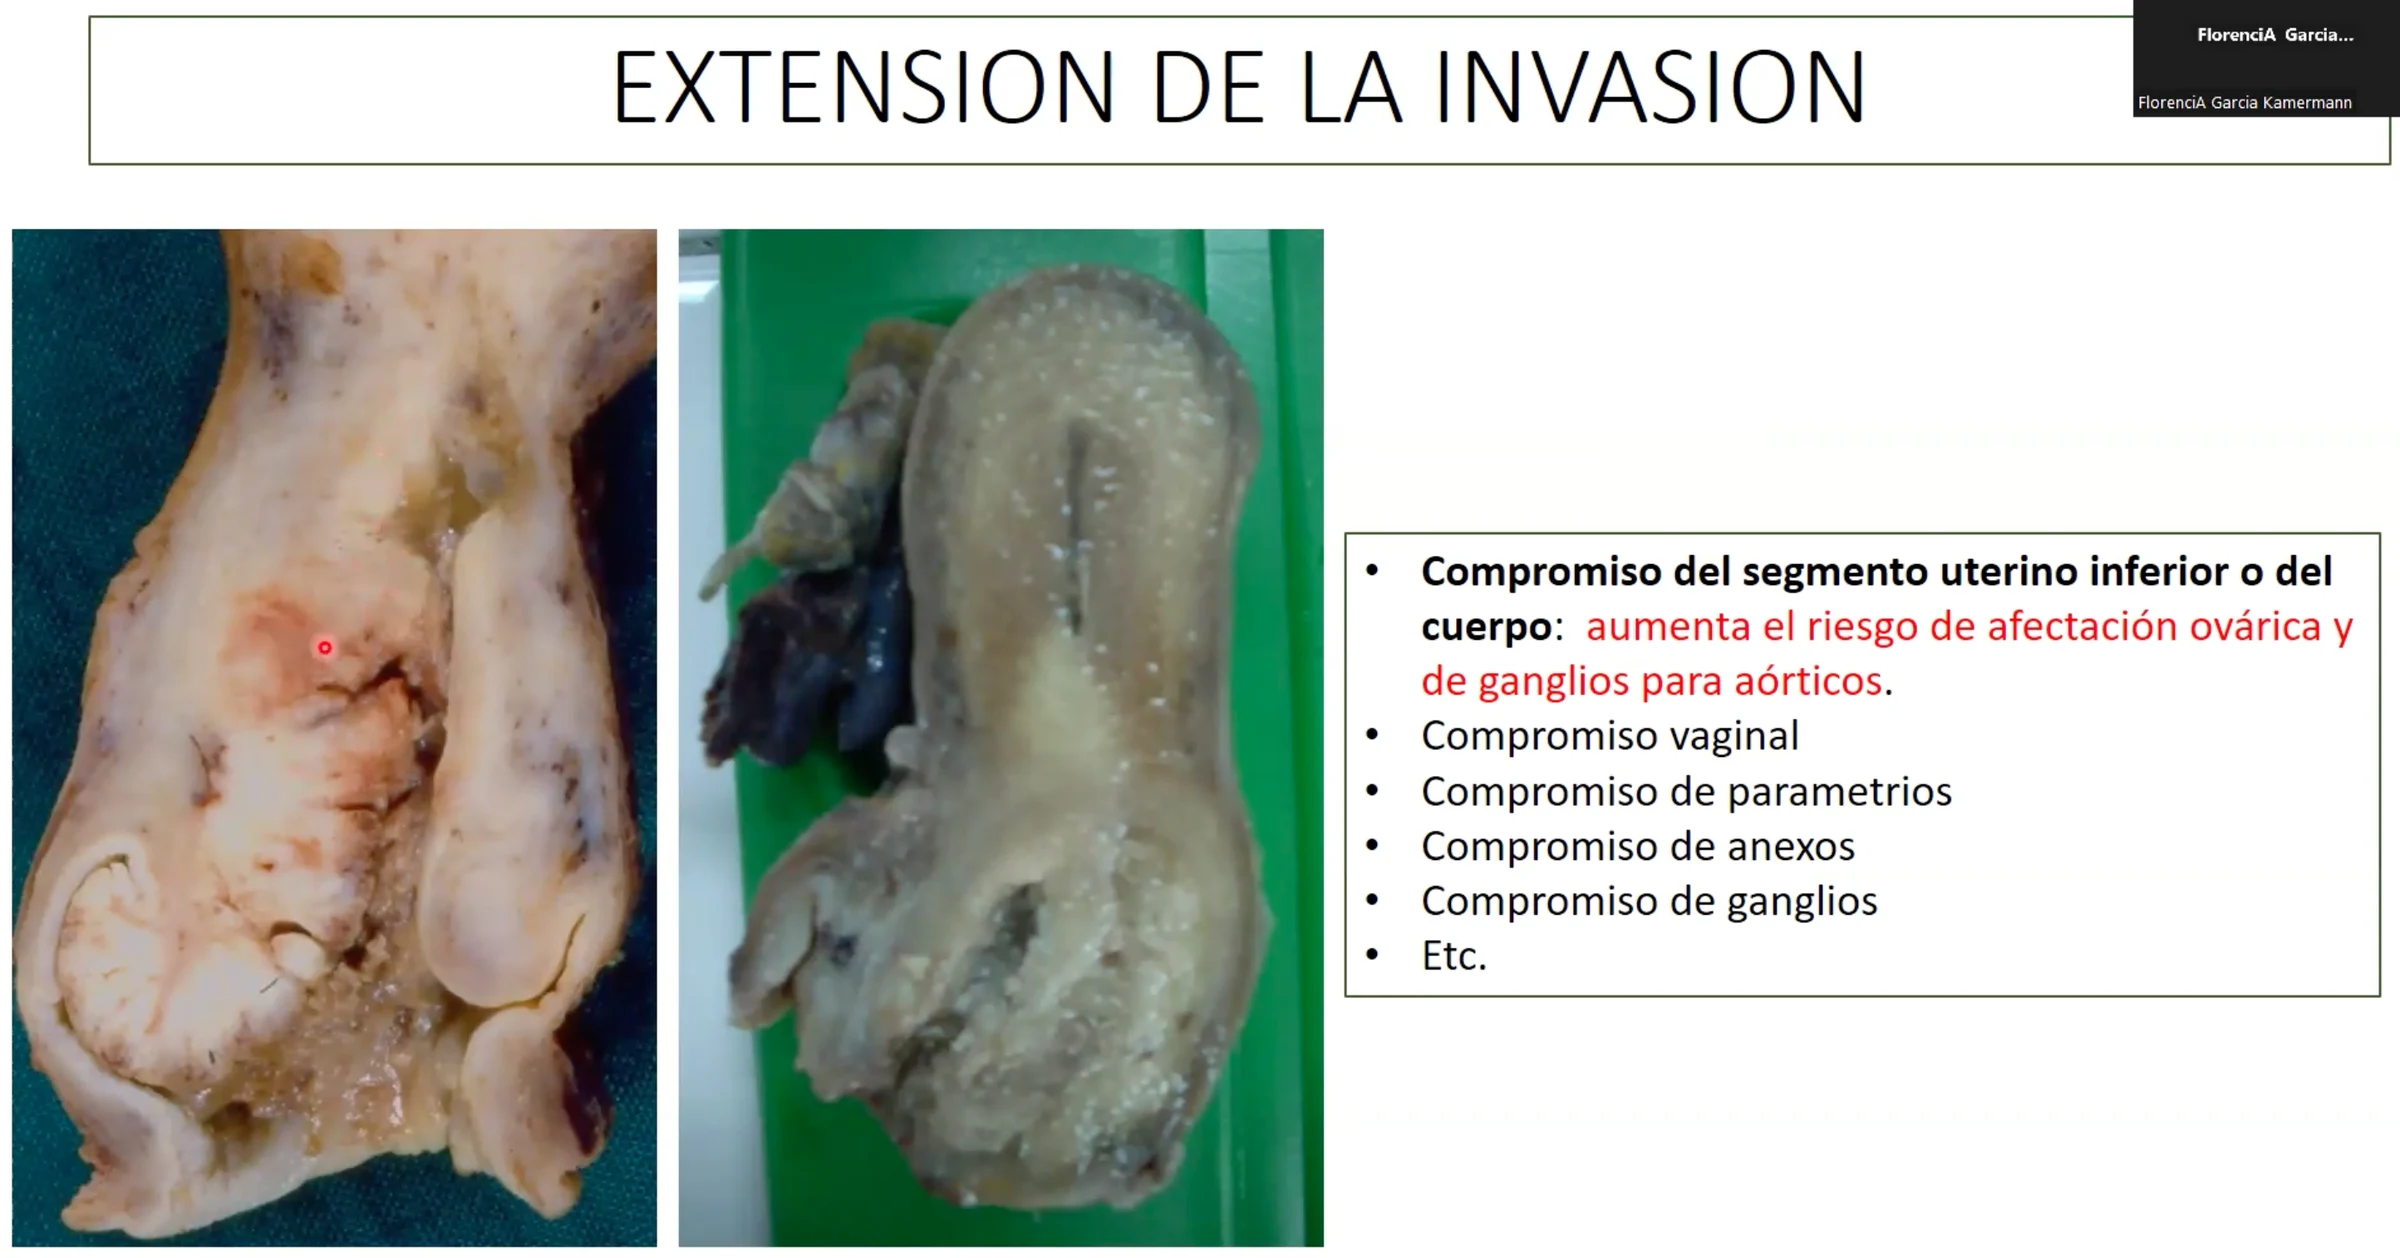 EXTENSION DE LA INVASION
FlorenciA Garcia...
FlorenciA Garcia Kamermann
• Compromiso del segmento uterino inferior o del
cuerpo: aumenta el riesgo de afectación ovárica y
de ganglios para aórticos.
• Compromiso vaginal
• Compromiso de parametrios
• Compromiso de anexos
• Compromiso de ganglios
• Etc.